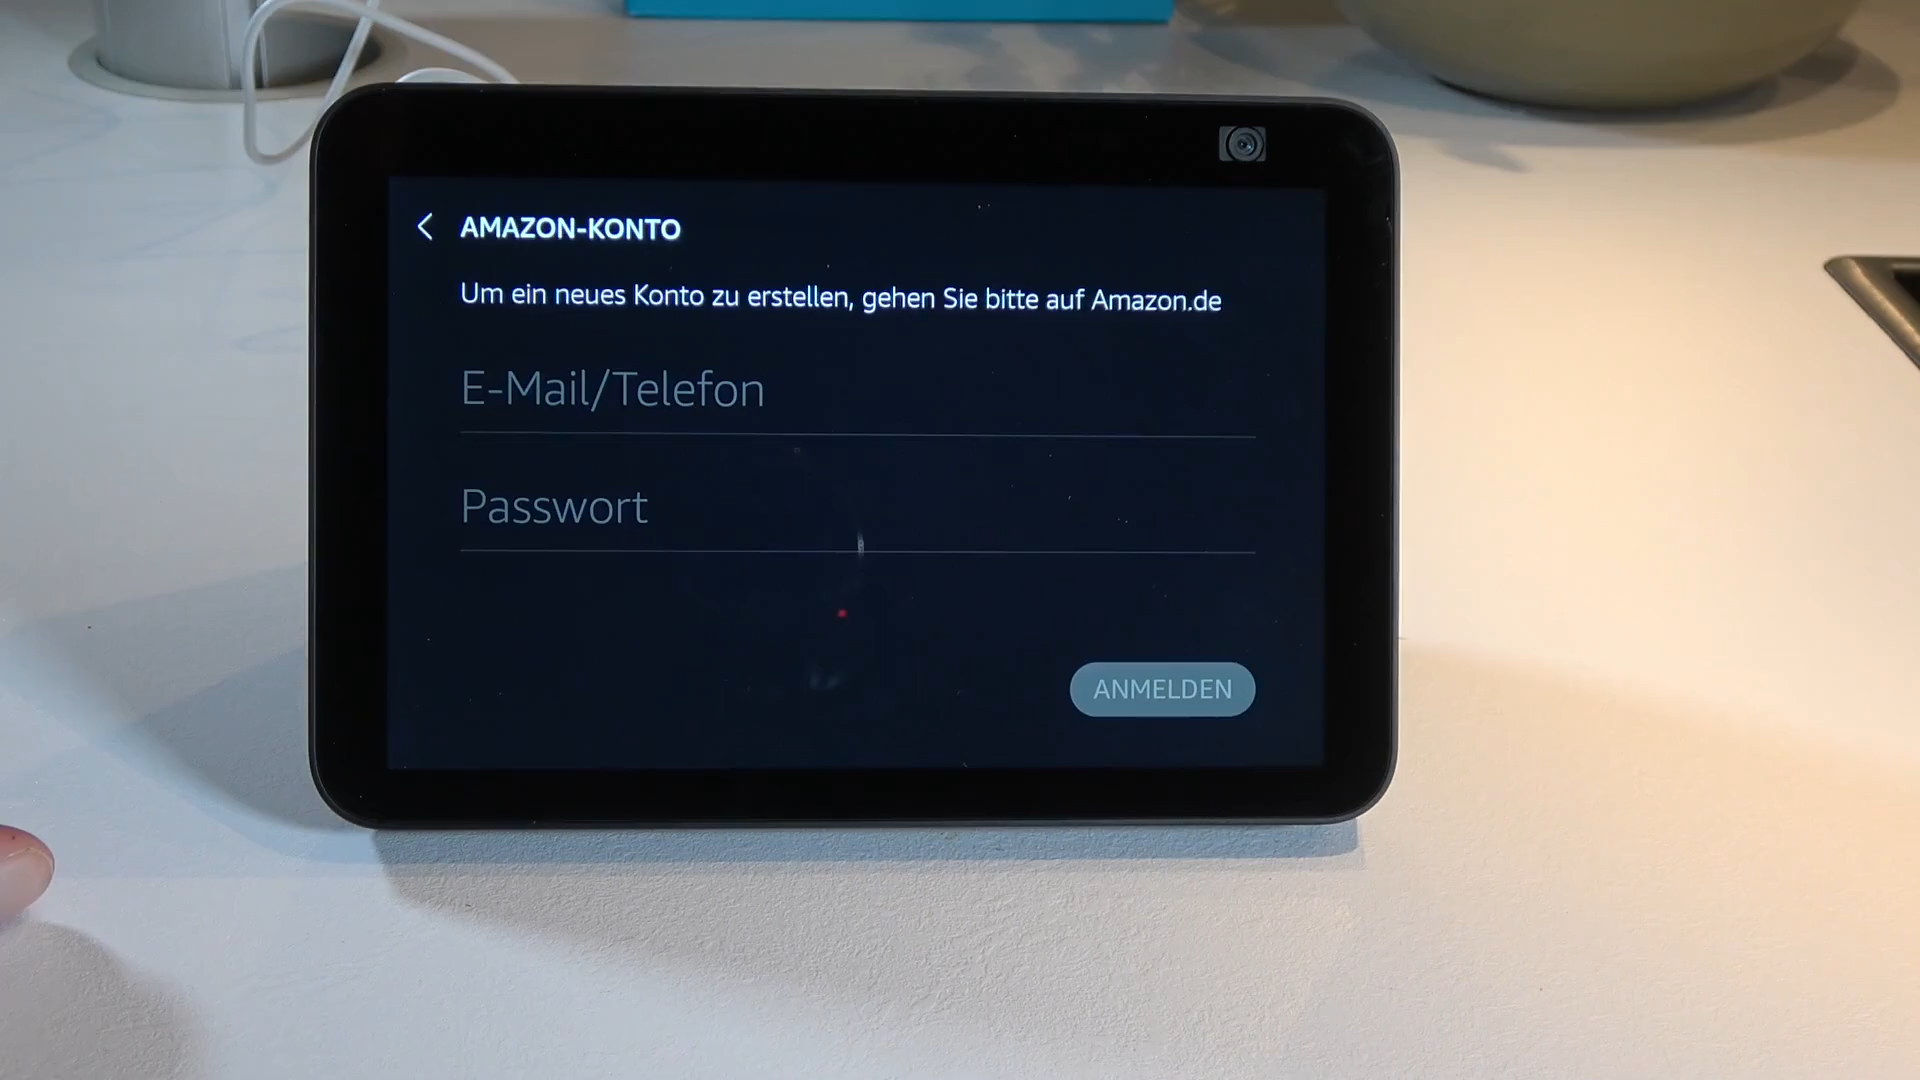 AMAZON-KONTO
Um ein neues Konto zu erstellen, gehen Sie bitte auf Amazon.de
E-Mail/Telefon
Passwort
ANMELDEN